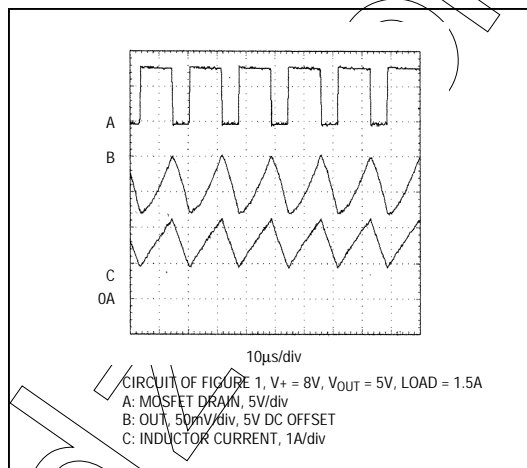 A
B
C
0A
10μs/div
CIRCUIT OF FIGURE 1, V+ = 8V, VOUT = 5V, LOAD = 1.5A
A: MOSFET DRAIN, 5V/div
B: OUT, 50mV/div, 5V DC OFFSET
C: INDUCTOR CURRENT, 1A/div